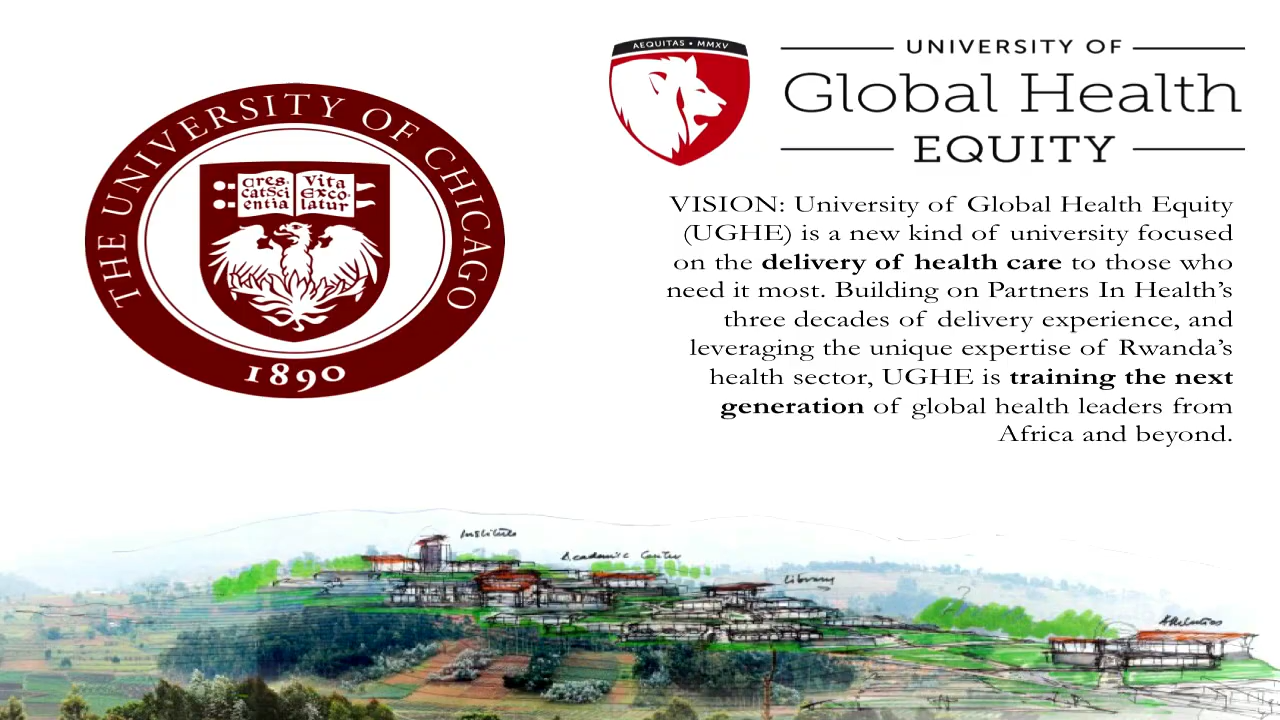 THE UNIVERSITY OF CHICAGO
Cres-
catSci
entia
Vita
Exco-
latur
1890
AEQUITAS • MMXV
UNIVERSITY OF
Global Health
EQUITY
VISION: University of Global Health Equity
(UGHE) is a new kind of university focused
on the delivery of health care to those who
need it most. Building on Partners In Health’s
three decades of delivery experience, and
leveraging the unique expertise of Rwanda’s
health sector, UGHE is training the next
generation of global health leaders from
Africa and beyond.
Academic Center
Library